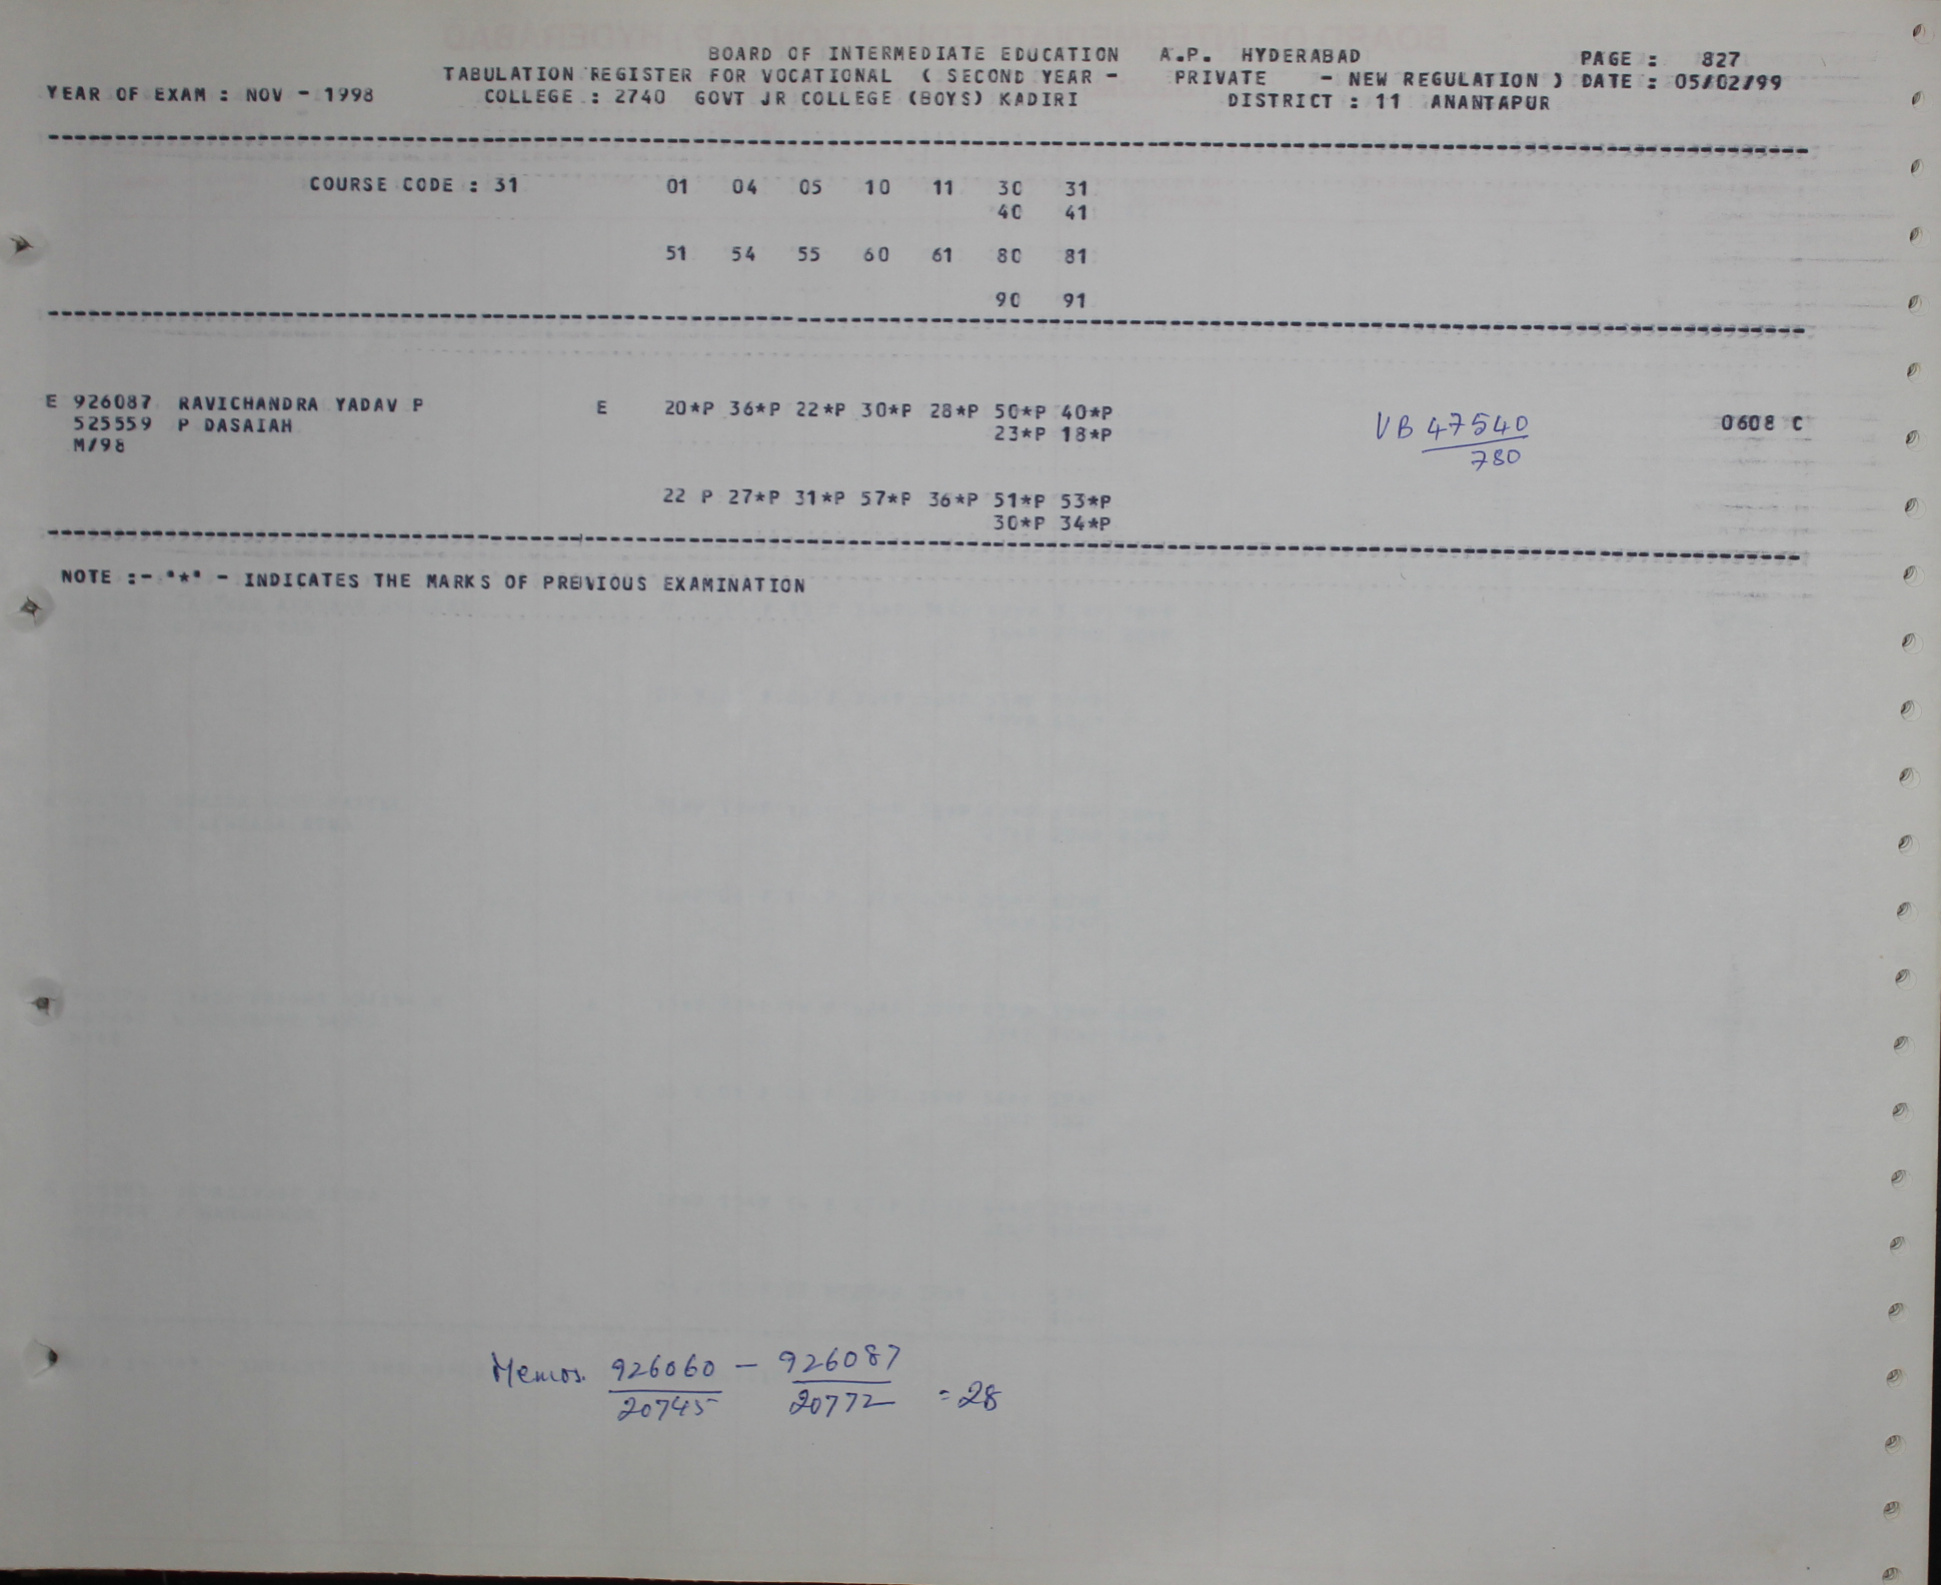 BOARD OF INTERMEDIATE EDUCATION A.P. HYDERABAD PAGE : 827
TABULATION REGISTER FOR VOCATIONAL ( SECOND YEAR - PRIVATE - NEW REGULATION ) DATE : 05/02/99
YEAR OF EXAM : NOV - 1998 COLLEGE : 2740 GOVT JR COLLEGE (BOYS) KADIRI DISTRICT : 11 ANANTAPUR
COURSE CODE : 31 01 04 05 10 11 30 31
40 41
51 54 55 60 61 80 81
90 91
E 926087 RAVICHANDRA YADAV P E 20*P 36*P 22*P 30*P 28*P 50*P 40*P VB 47540 0608 C
525559 P DASAIAH 23*P 18*P 780
M/98
22 P 27*P 31*P 57*P 36*P 51*P 53*P
30*P 34*P
NOTE :- "*" - INDICATES THE MARKS OF PREVIOUS EXAMINATION
Memos. 926060 - 926087
20745 20772 = 28